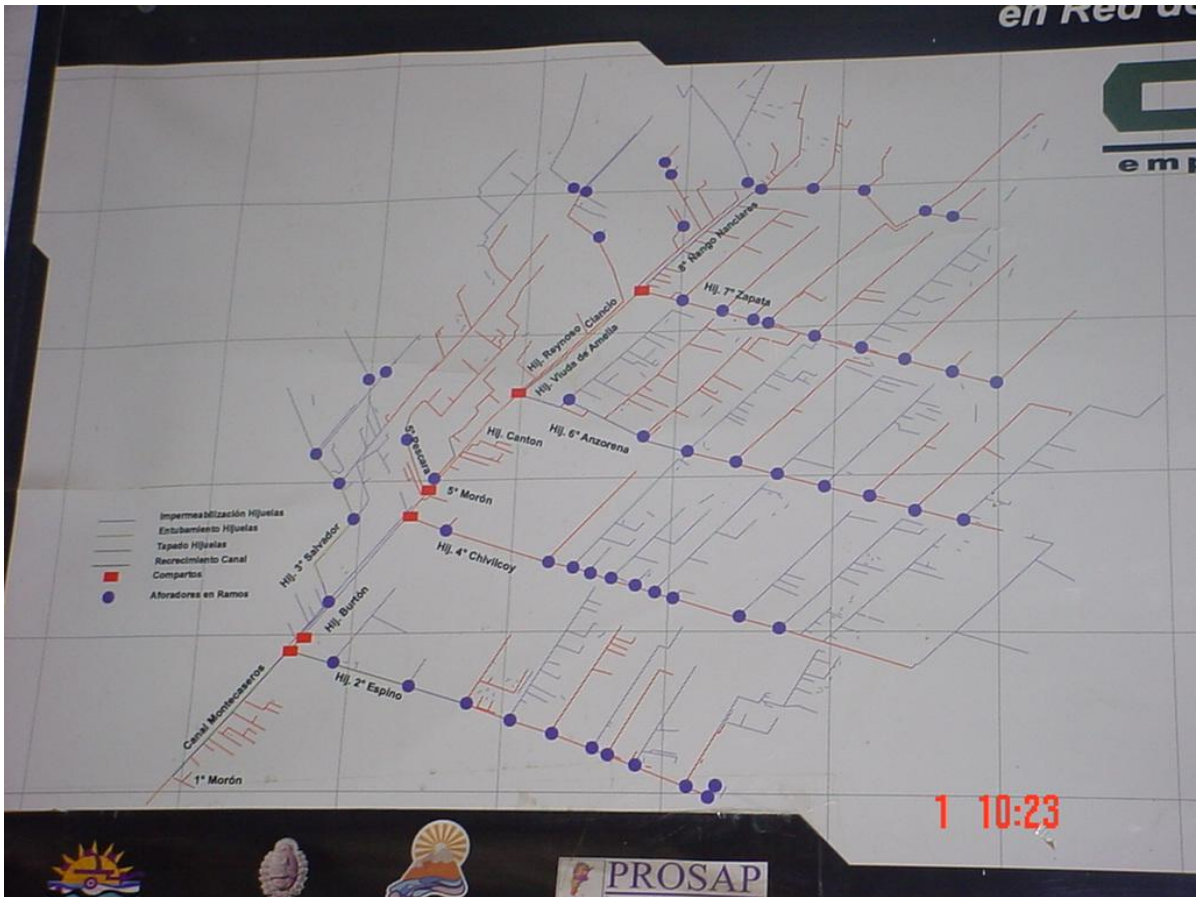 en Red de
emp
8° Nango Nanclares
Hij. 7° Zapata
Hij. Reynoso Ciancio
Hij. Viuda de Amelia
Hij. Canton
Hij. 6° Anzorena
5° Pescara
5° Morón
Hij. 4° Chivilcoy
Impermeabilización Hijuelas
Entubamiento Hijuelas
Tapado Hijuelas
Recrecimiento Canal
Compartos
Aforadores en Ramos
Hij. 3° Salvador
Hij. Burtón
Hij. 2° Espino
Canal Montecaseros
1° Morón
1 10:23
PROSAP